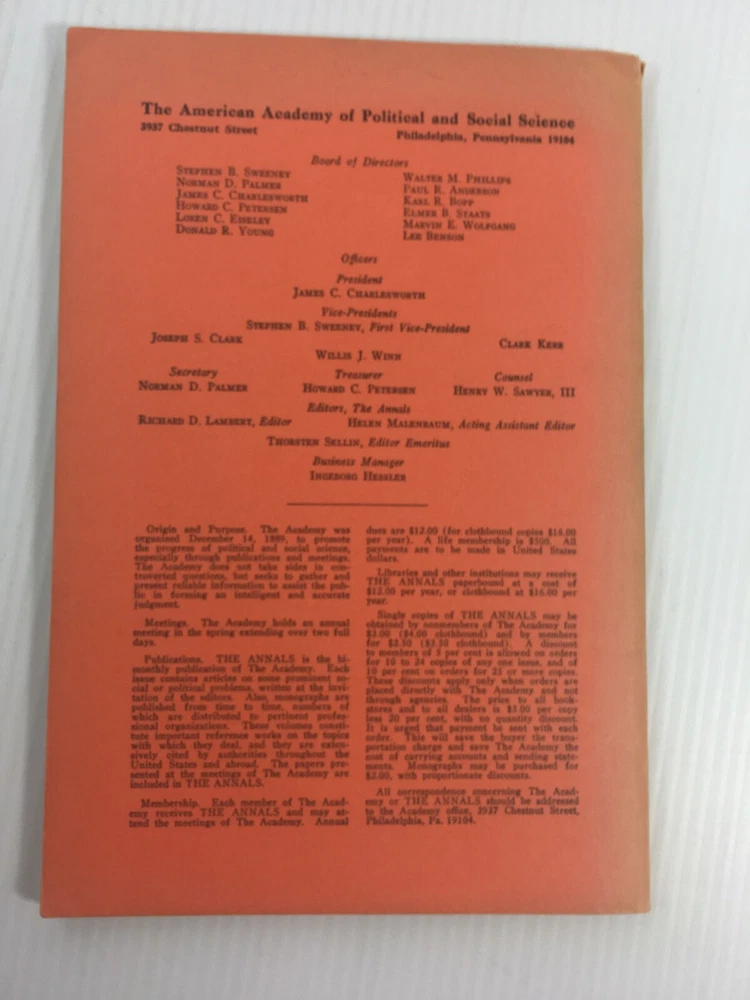 The American Academy of Political and Social Science
3937 Chestnut Street
Philadelphia, Pennsylvania 19104
Board of Directors
STEPHEN B. SWEENEY
NORMAN D. PALMER
JAMES C. CHARLESWORTH
HOWARD C. PETERSEN
LOREN C. EISELEY
DONALD R. YOUNG
WALTER M. PHILLIPS
PAUL R. ANDERSON
KARL R. BOPP
ELMER B. STAATS
MARVIN E. WOLFGANG
LEE BENSON
Officers
President
JAMES C. CHARLESWORTH
Vice-Presidents
STEPHEN B. SWEENEY, First Vice-President
JOSEPH S. CLARK
CLARK KERR
WILLIS J. WINN
Secretary
NORMAN D. PALMER
Treasurer
HOWARD C. PETERSEN
Counsel
HENRY W. SAWYER, III
Editors, The Annals
RICHARD D. LAMBERT, Editor
HELEN MALENBAUM, Acting Assistant Editor
THORSTEN SELLIN, Editor Emeritus
Business Manager
INGEBORG HESSLER
Origin and Purpose. The Academy was
organized December 14, 1889, to promote
the progress of political and social science,
especially through publications and meetings.
The Academy does not take sides in con-
troverted questions, but seeks to gather and
present reliable information to assist the pub-
lic in forming an intelligent and accurate
judgment.
Meetings. The Academy holds an annual
meeting in the spring extending over two full
days.
Publications. THE ANNALS is the bi-
monthly publication of The Academy. Each
issue contains articles on some prominent so-
cial or political problems, written at the invi-
tation of the editors. Also, monographs are
published from time to time, numbers of
which are distributed to pertinent profes-
sional organizations. These volumes consti-
tute important reference works on the topics
with which they deal, and they are exten-
sively cited by authorities throughout the
United States and abroad. The papers pre-
sented at the meetings of The Academy are
included in THE ANNALS.
Membership. Each member of The Acad-
emy receives THE ANNALS and may at-
tend the meetings of The Academy. Annual
dues are $12.00 (for clothbound copies $16.00
per year). A life membership is $500. All
payments are to be made in United States
dollars.
Libraries and other institutions may receive
THE ANNALS paperbound at a cost of
$12.00 per year, or clothbound at $16.00 per
year.
Single copies of THE ANNALS may be
obtained by nonmembers of The Academy for
$3.00 ($4.00 clothbound) and by members
for $2.50 ($3.50 clothbound). A discount
to members of 5 per cent is allowed on orders
for 10 to 24 copies of any one issue, and of
10 per cent on orders for 25 or more copies.
These discounts apply only when orders are
placed directly with The Academy and not
through agencies. The price to all book-
stores and to all dealers is $3.00 per copy
less 20 per cent, with no quantity discount.
It is urged that payment be sent with each
order. This will save the buyer the trans-
portation charge and save The Academy the
cost of carrying accounts and sending state-
ments. Monographs may be purchased for
$2.00, with proportionate discounts.
All correspondence concerning The Acad-
emy or THE ANNALS should be addressed
to the Academy office, 3937 Chestnut Street,
Philadelphia, Pa. 19104.